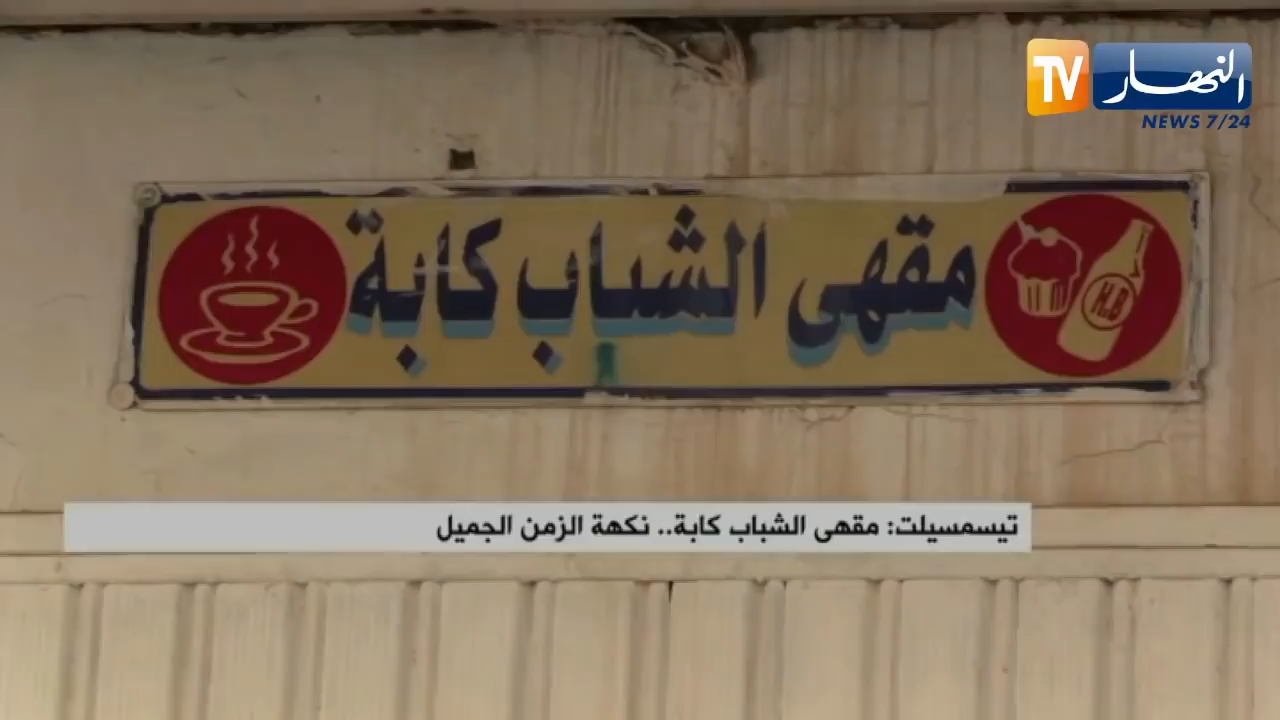 TV النهار
NEWS 7/24
مقهى الشباب كابة
H.B
تيسمسيلت: مقهى الشباب كابة.. نكهة الزمن الجميل